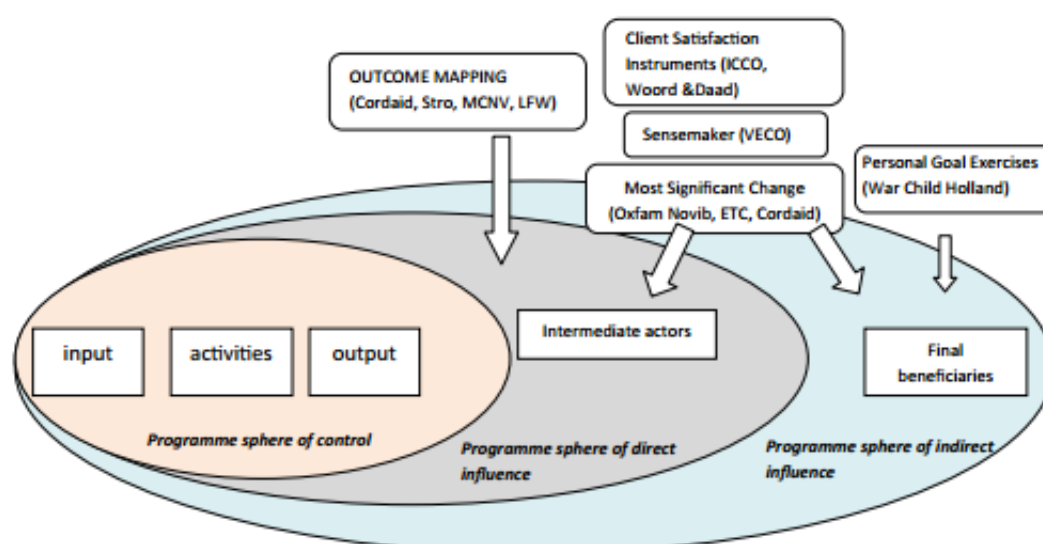 Client Satisfaction
Instruments (ICCO,
Woord &Daad)
OUTCOME MAPPING
(Cordaid, Stro, MCNV, LFW)
Sensemaker (VECO)
Personal Goal Exercises
(War Child Holland)
Most Significant Change
(Oxfam Novib, ETC, Cordaid)
input
activities
output
Intermediate actors
Final
beneficiaries
Programme sphere of control
Programme sphere of direct
influence
Programme sphere of indirect
influence